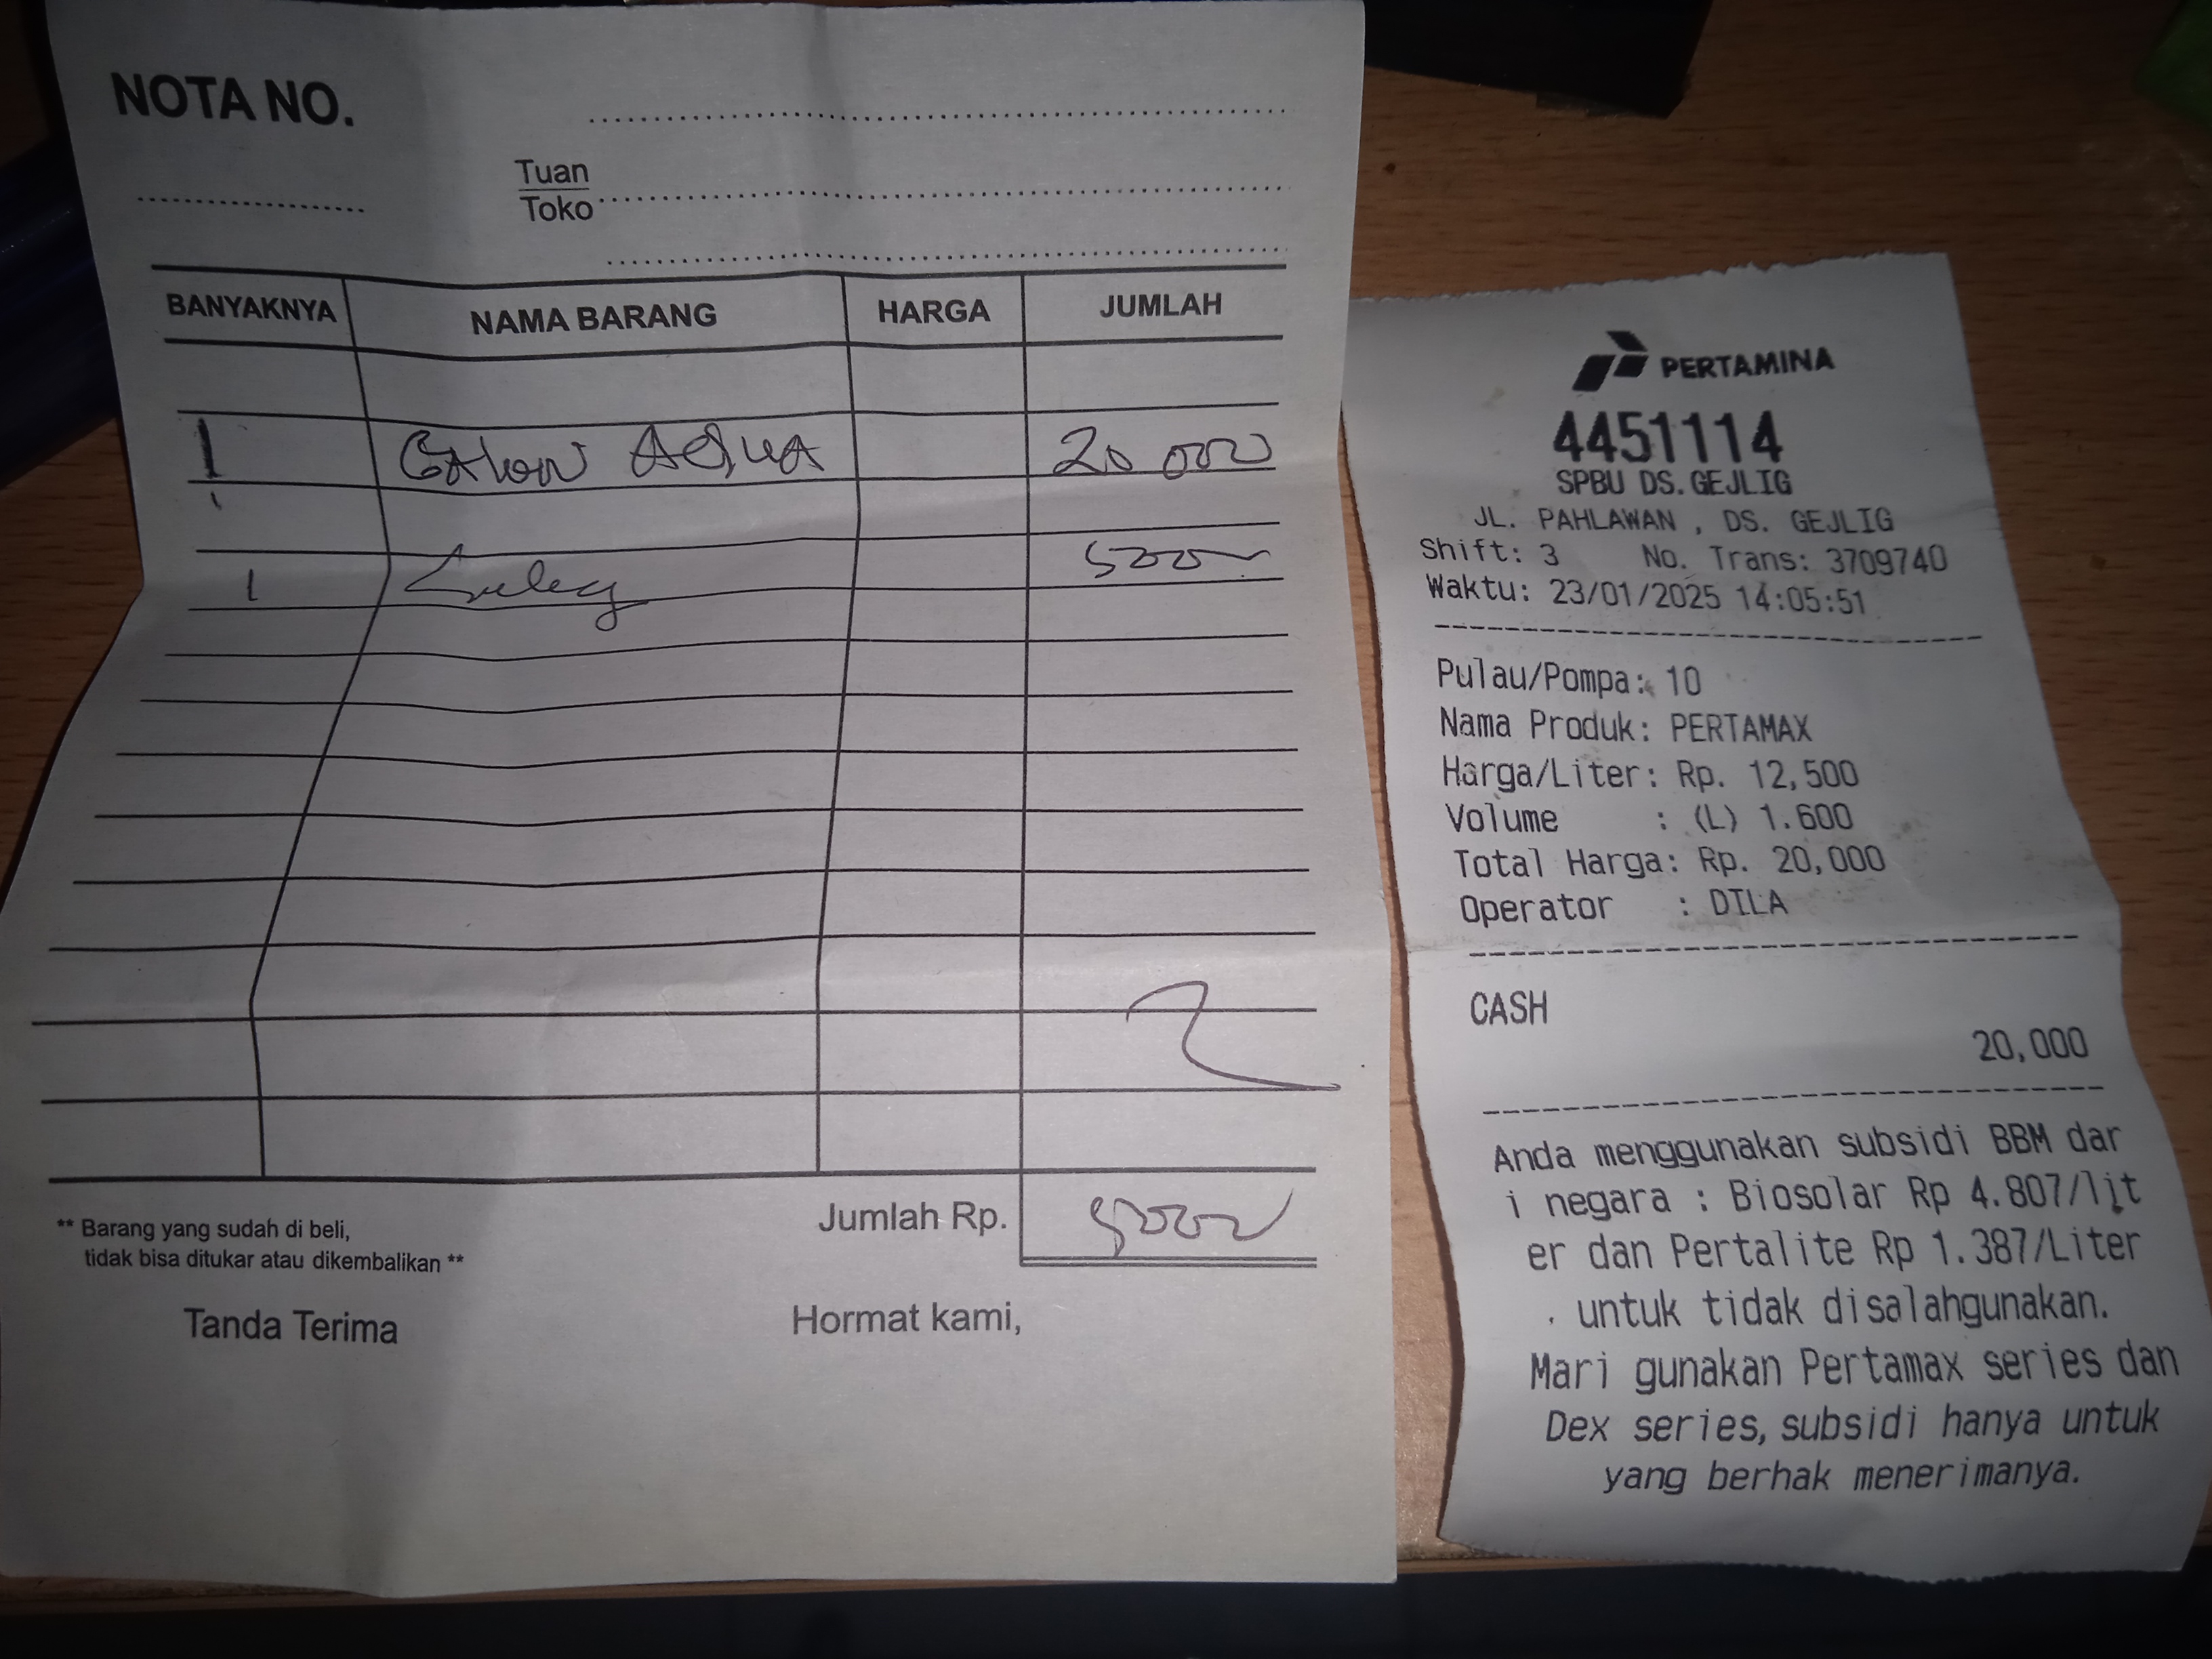 NOTA NO.
Tuan
Toko
BANYAKNYA NAMA BARANG HARGA JUMLAH
1 Galon Aqua 20 000
1 5000
Jumlah Rp. 5000
** Barang yang sudah di beli,
tidak bisa ditukar atau dikembalikan **
Tanda Terima Hormat kami,
PERTAMINA
4451114
SPBU DS. GEJLIG
JL. PAHLAWAN , DS. GEJLIG
Shift: 3 No. Trans: 3709740
Waktu: 23/01/2025 14:05:51
Pulau/Pompa: 10
Nama Produk: PERTAMAX
Harga/Liter: Rp. 12,500
Volume : (L) 1.600
Total Harga: Rp. 20,000
Operator : DILA
CASH
20,000
Anda menggunakan subsidi BBM dar
i negara : Biosolar Rp 4.807/lit
er dan Pertalite Rp 1.387/Liter
. untuk tidak disalahgunakan.
Mari gunakan Pertamax series dan
Dex series, subsidi hanya untuk
yang berhak menerimanya.